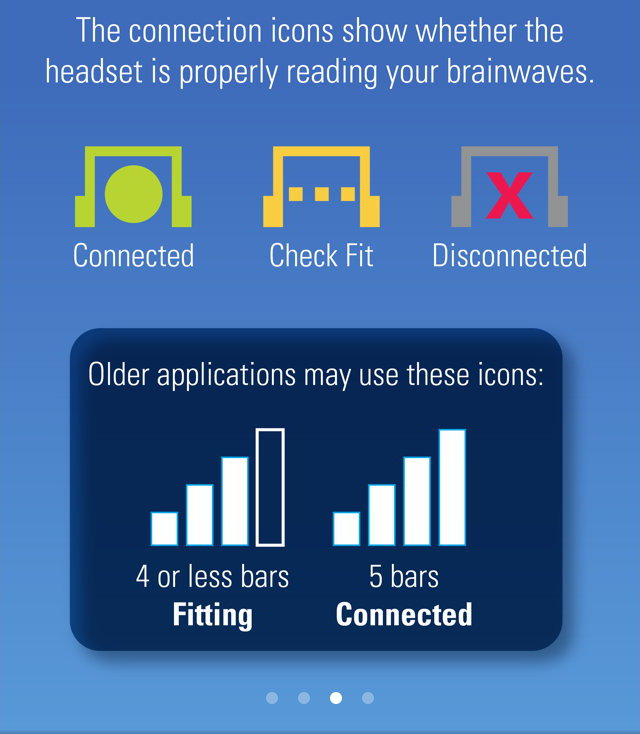 The connection icons show whether the
headset is properly reading your brainwaves.
Connected
Check Fit
Disconnected
Older applications may use these icons:
4 or less bars
Fitting
5 bars
Connected